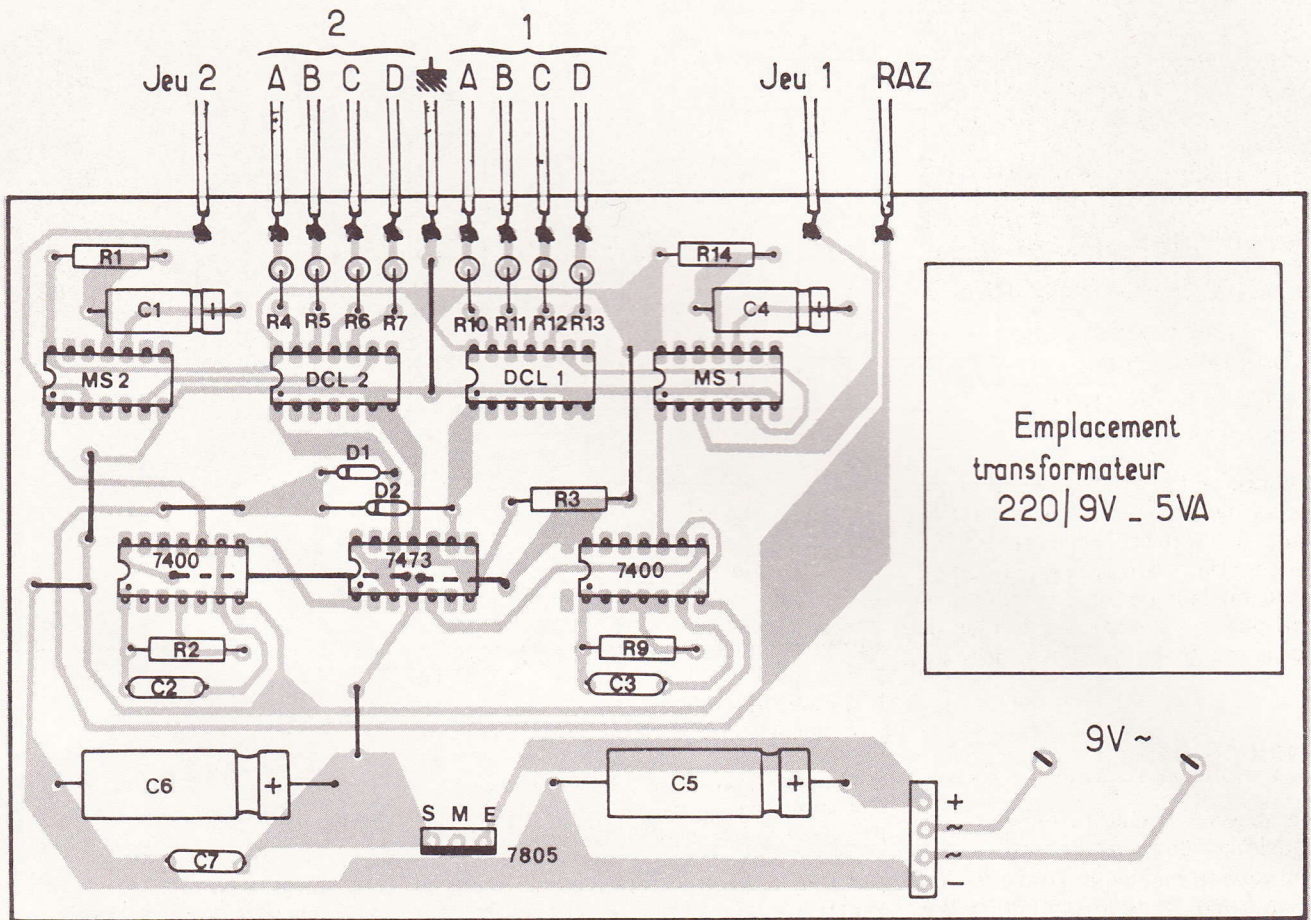 2 1
Jeu 2 A B C D A B C D Jeu 1 RAZ
R1 R14
C1 + C4 +
R4 R5 R6 R7 R10 R11 R12 R13
MS 2 DCL 2 DCL 1 MS 1
Emplacement
transformateur
220/9V - 5VA
D1
D2 R3
7400 7473 7400
R2 R9
C2 C3
9V ~
C6 + C5 +
+
~
~
-
S M E
7805
C7